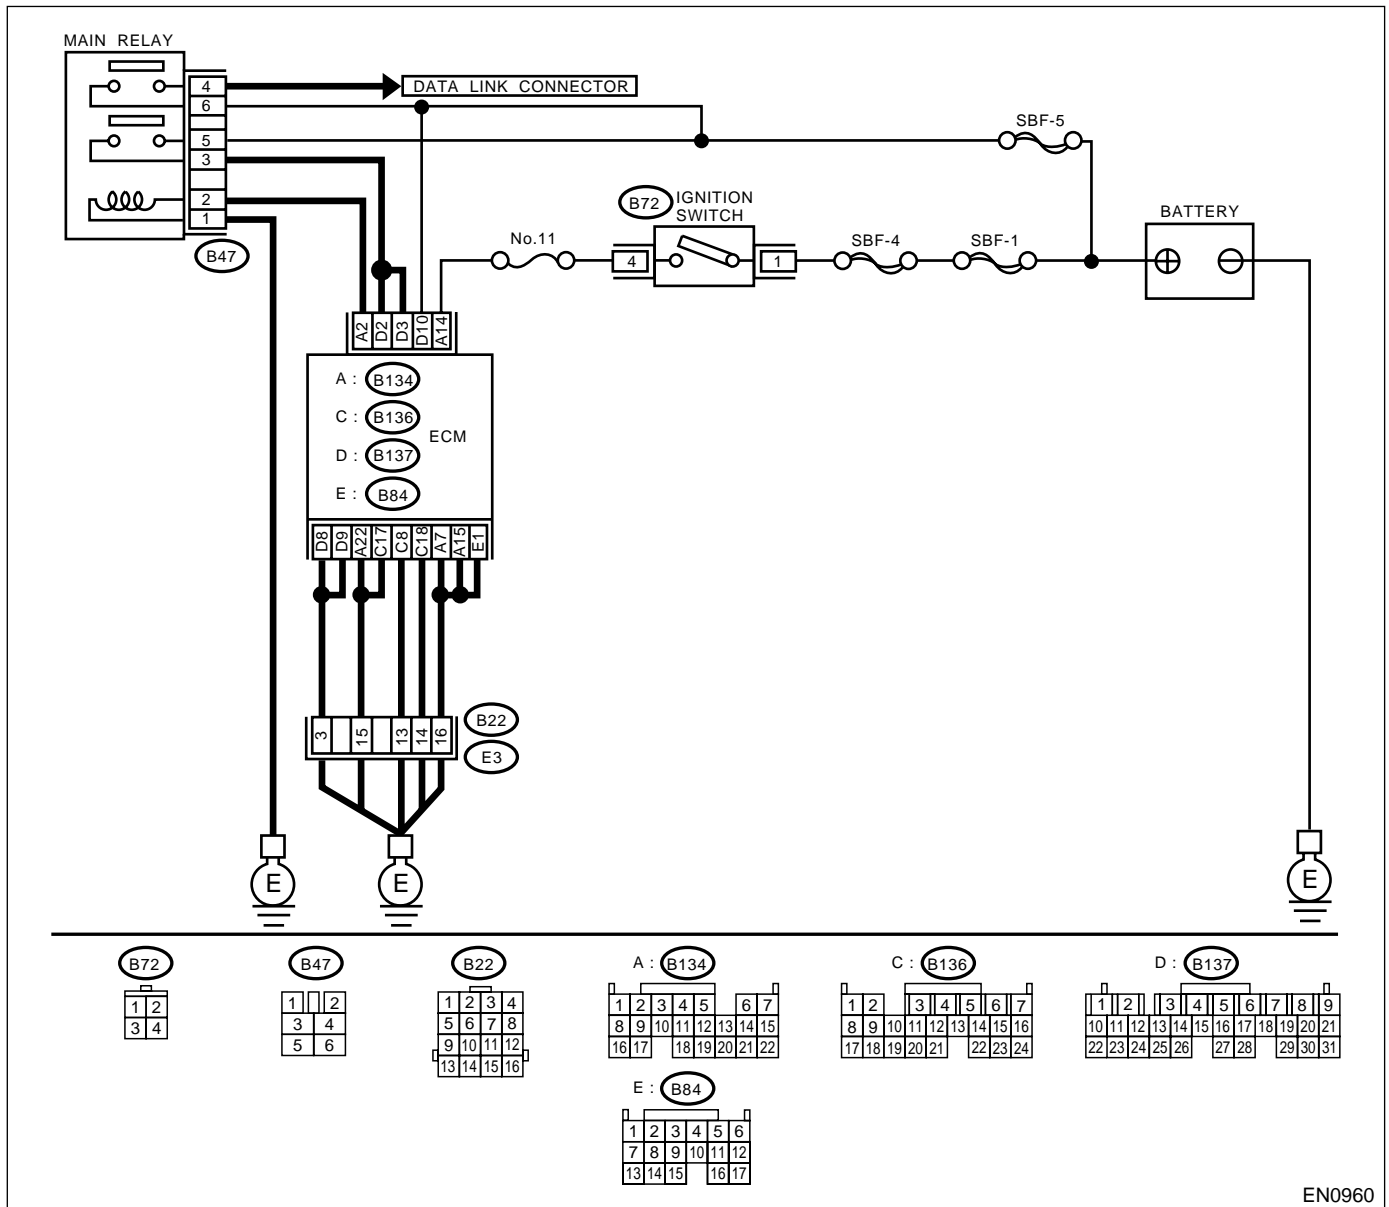 MAIN RELAY
4
DATA LINK CONNECTOR
6
5
3
2
1
B47
SBF-5
B72 IGNITION SWITCH
BATTERY
No.11
4
1
SBF-4
SBF-1
A2 D2 D3 D10 A14
A : B134
C : B136
ECM
D : B137
E : B84
D8 D9 A22 C17 C8 C18 A7 A15 E1
3 15 13 14 16
B22
E3
E
E
E
B72
1 2
3 4
B47
1 2
3 4
5 6
B22
1 2 3 4
5 6 7 8
9 10 11 12
13 14 15 16
A : B134
1 2 3 4 5 6 7
8 9 10 11 12 13 14 15
16 17 18 19 20 21 22
C : B136
1 2 3 4 5 6 7
8 9 10 11 12 13 14 15 16
17 18 19 20 21 22 23 24
D : B137
1 2 3 4 5 6 7 8 9
10 11 12 13 14 15 16 17 18 19 20 21
22 23 24 25 26 27 28 29 30 31
E : B84
1 2 3 4 5 6
7 8 9 10 11 12
13 14 15 16 17
EN0960